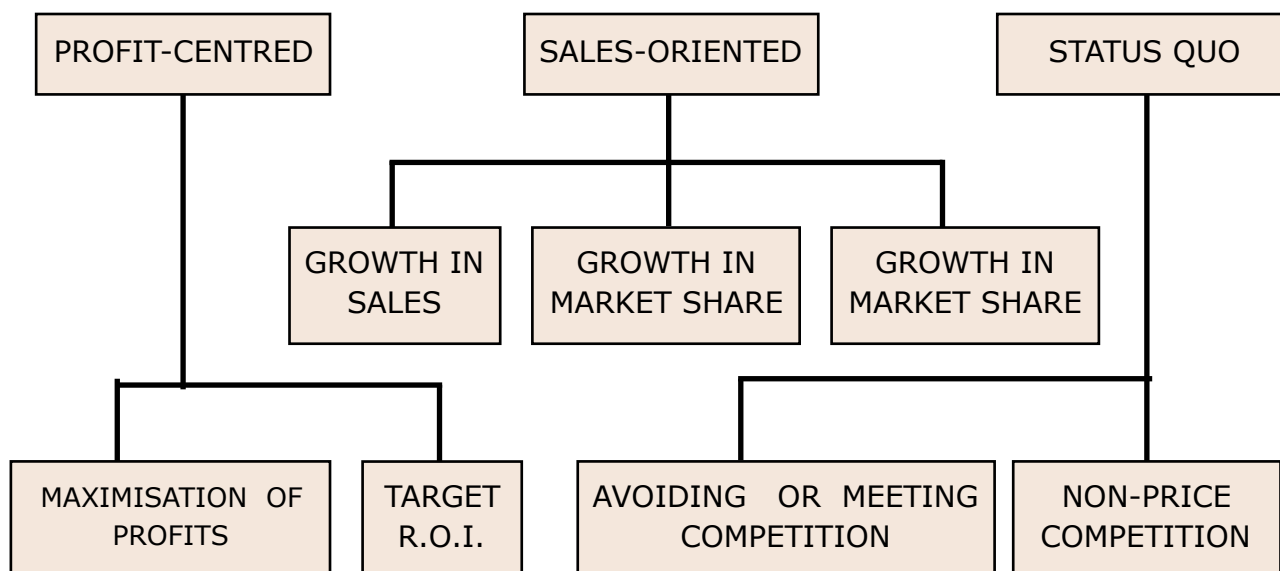 PROFIT-CENTRED
SALES-ORIENTED
STATUS QUO
GROWTH IN
SALES
GROWTH IN
MARKET SHARE
GROWTH IN
MARKET SHARE
MAXIMISATION OF
PROFITS
TARGET
R.O.I.
AVOIDING OR MEETING
COMPETITION
NON-PRICE
COMPETITION